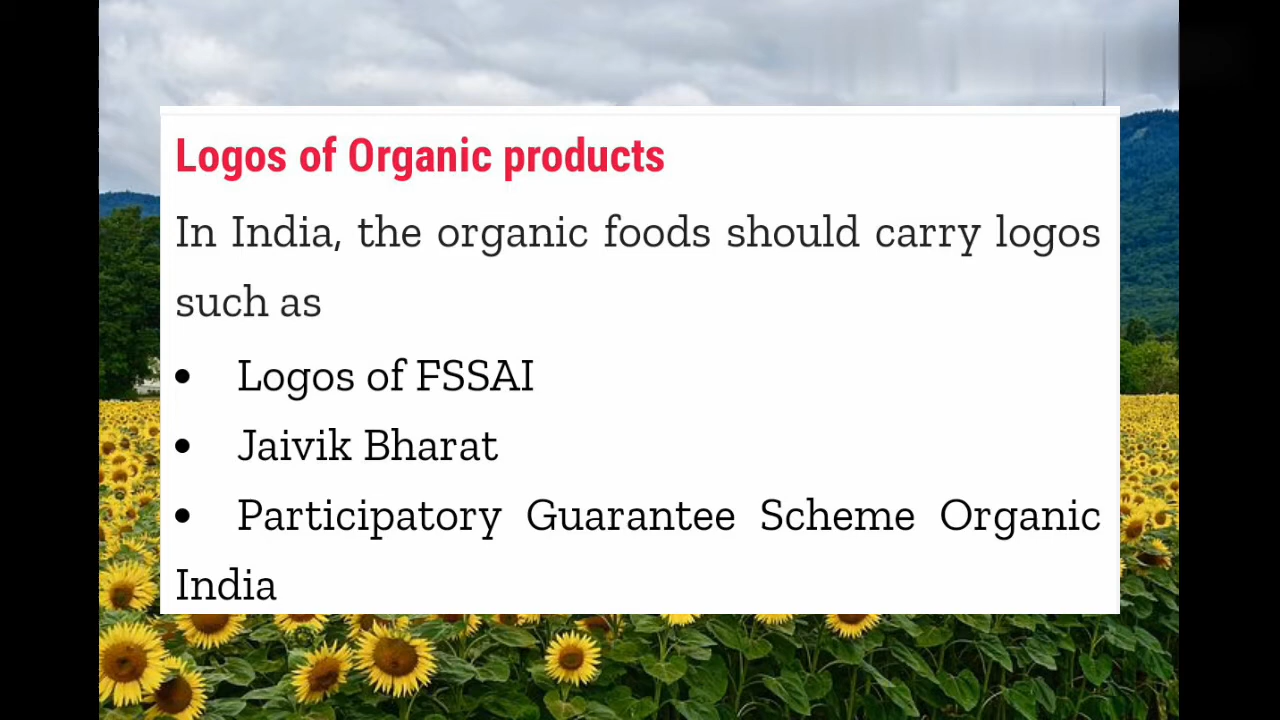 Logos of Organic products
In India, the organic foods should carry logos
such as
• Logos of FSSAI
• Jaivik Bharat
• Participatory Guarantee Scheme Organic
India